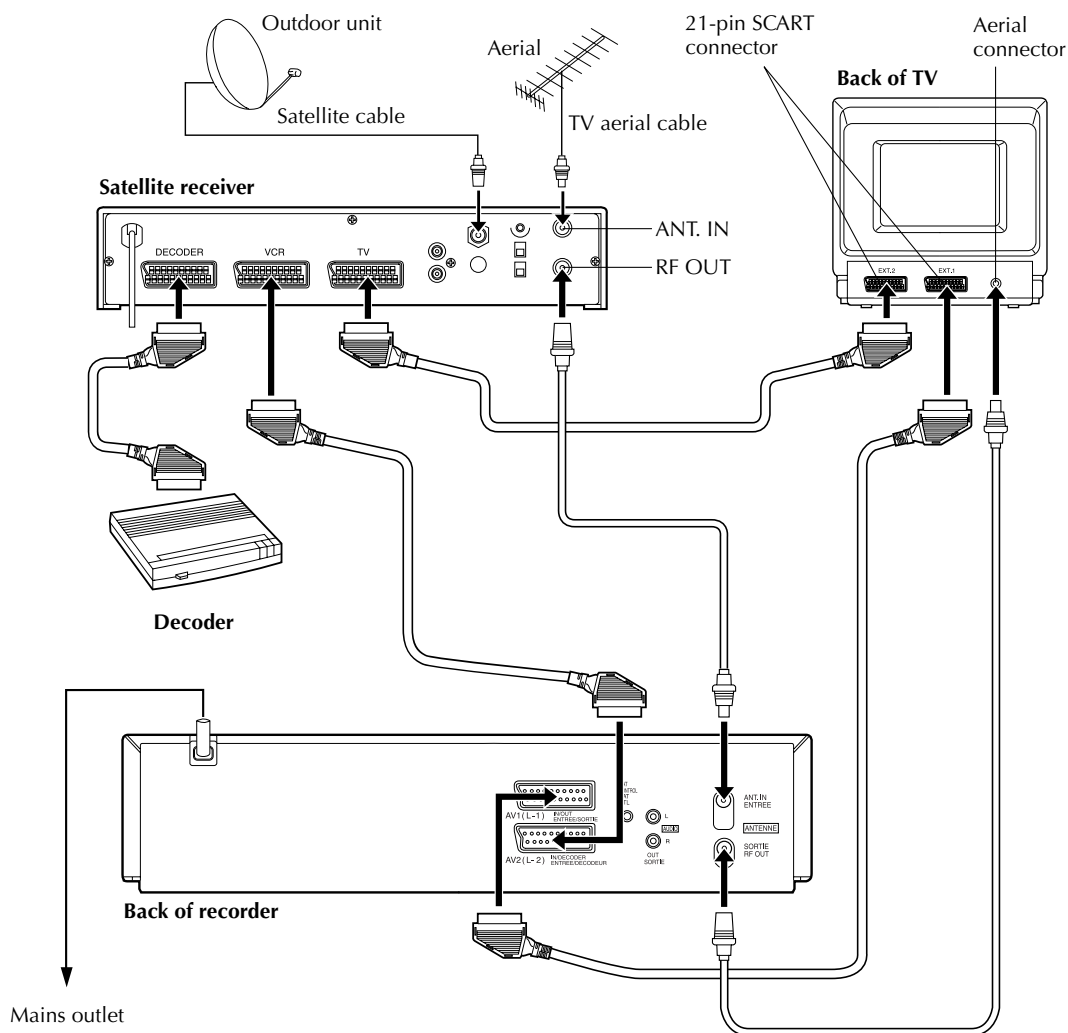 Outdoor unit
Aerial
21-pin SCART
connector
Aerial
connector
Back of TV
Satellite cable
TV aerial cable
Satellite receiver
ANT. IN
RF OUT
DECODER
VCR
TV
EXT.2
EXT.1
Decoder
AV1 (L-1)
IN/OUT
ENTREE/SORTIE
AV2 (L-2)
IN/DECODER
ENTREE/DECODEUR
L
AUDIO
R
OUT
SORTIE
ANT. IN
ENTREE
ANTENNE
SORTIE
RF OUT
Back of recorder
Mains outlet